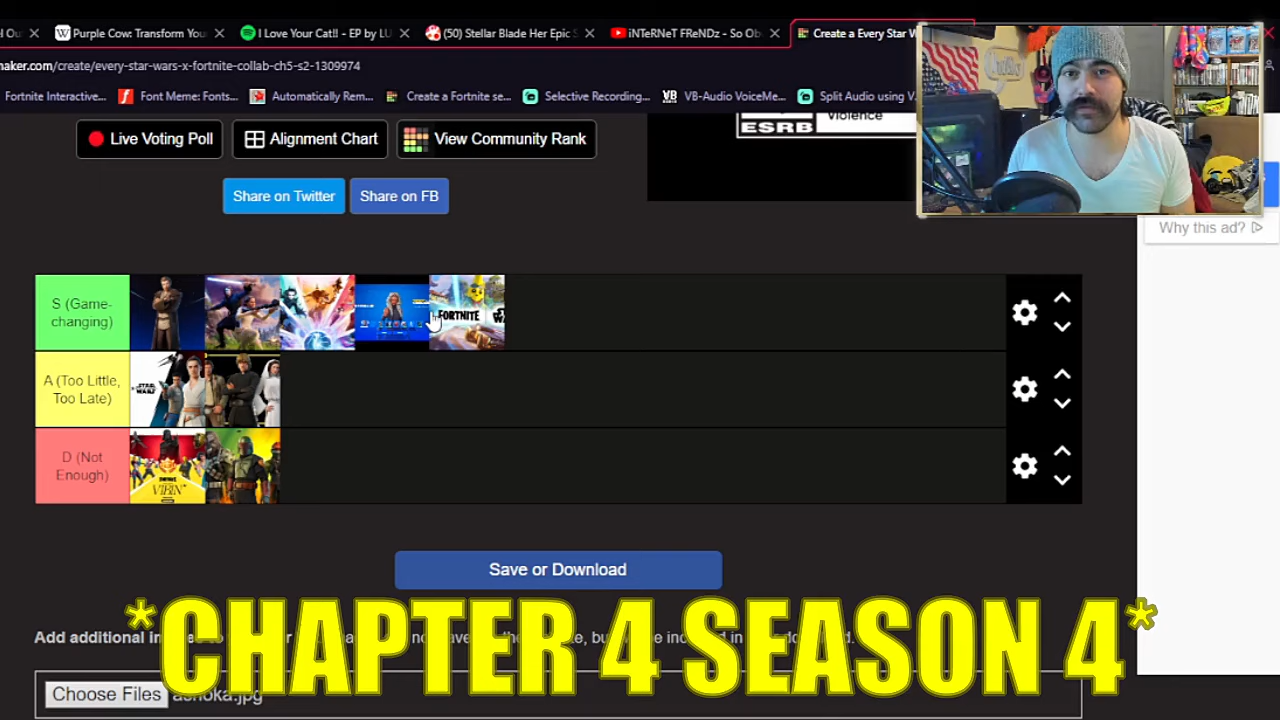 Purple Cow: Transform You
I Love Your Cat!! - EP by LU
(50) Stellar Blade Her Epic S
iNTeRNeT FReNDz - So Ob
Create a Every Star W
maker.com/create/every-star-wars-x-fortnite-collab-ch5-s2-1309974
Fortnite Interactive...
Font Meme: Fonts...
Automatically Rem...
Create a Fortnite se...
Selective Recording...
VB-Audio VoiceMe...
Split Audio using V
Live Voting Poll
Alignment Chart
View Community Rank
Violence
ESRB
Share on Twitter
Share on FB
Why this ad?
S (Game-
changing)
FORTNITE
A (Too Little,
Too Late)
STAR
WARS
D (Not
Enough)
VIBIN'
Save or Download
Add additional
*CHAPTER 4 SEASON 4*
Choose Files
ashoka.jpg